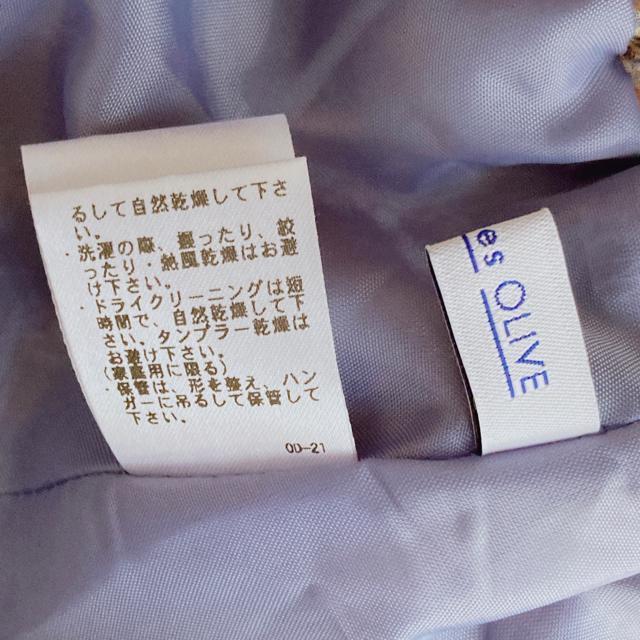 るして自然乾燥して下さ
い。
・洗濯の際、擦ったり、絞
ったり・熱風乾燥はお避
け下さい。
・ドライクリーニングは短
時間で、自然乾燥して下
さい。タンブラー乾燥は
お避け下さい。
(家庭用に限る)
・保管は、形を整え、ハン
ガーに吊るして保管して
下さい。
OD-21
es OLIVE